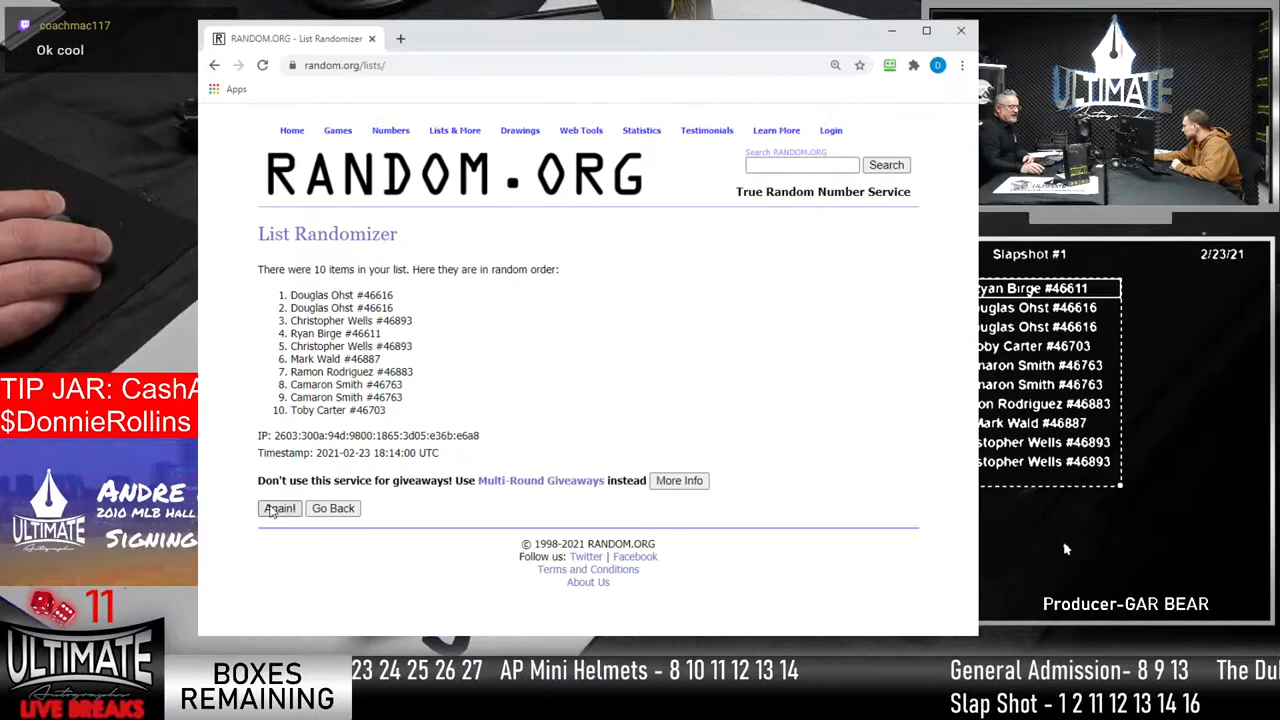 coachmac117
Ok cool
RANDOM.ORG - List Randomizer
random.org/lists/
D
Apps
Home Games Numbers Lists & More Drawings Web Tools Statistics Testimonials Learn More Login
RANDOM.ORG
Search RANDOM.ORG
Search
True Random Number Service
List Randomizer
There were 10 items in your list. Here they are in random order:
1. Douglas Ohst #46616
2. Douglas Ohst #46616
3. Christopher Wells #46893
4. Ryan Birge #46611
5. Christopher Wells #46893
6. Mark Wald #46887
7. Ramon Rodriguez #46883
8. Camaron Smith #46763
9. Camaron Smith #46763
10. Toby Carter #46703
IP: 2603:300a:94d:9800:1865:3d05:e36b:e6a8
Timestamp: 2021-02-23 18:14:00 UTC
Don't use this service for giveaways! Use Multi-Round Giveaways instead More Info
Again! Go Back
© 1998-2021 RANDOM.ORG
Follow us: Twitter | Facebook
Terms and Conditions
About Us
ULTIMATE
Autographs
Slapshot #1 2/23/21
yan Birge #46611
uglas Ohst #46616
uglas Ohst #46616
oby Carter #46703
maron Smith #46763
maron Smith #46763
on Rodriguez #46883
Mark Wald #46887
stopher Wells #46893
stopher Wells #46893
Producer-GAR BEAR
TIP JAR: CashA
$DonnieRollins
ULTIMATE
Autographs
ANDRE
2010 MLB HALL
SIGNING
11
ULTIMATE
Autographs
LIVE BREAKS
BOXES
REMAINING
23 24 25 26 27 AP Mini Helmets - 8 10 11 12 13 14
General Admission- 8 9 13 The Du
Slap Shot - 1 2 11 12 13 14 16